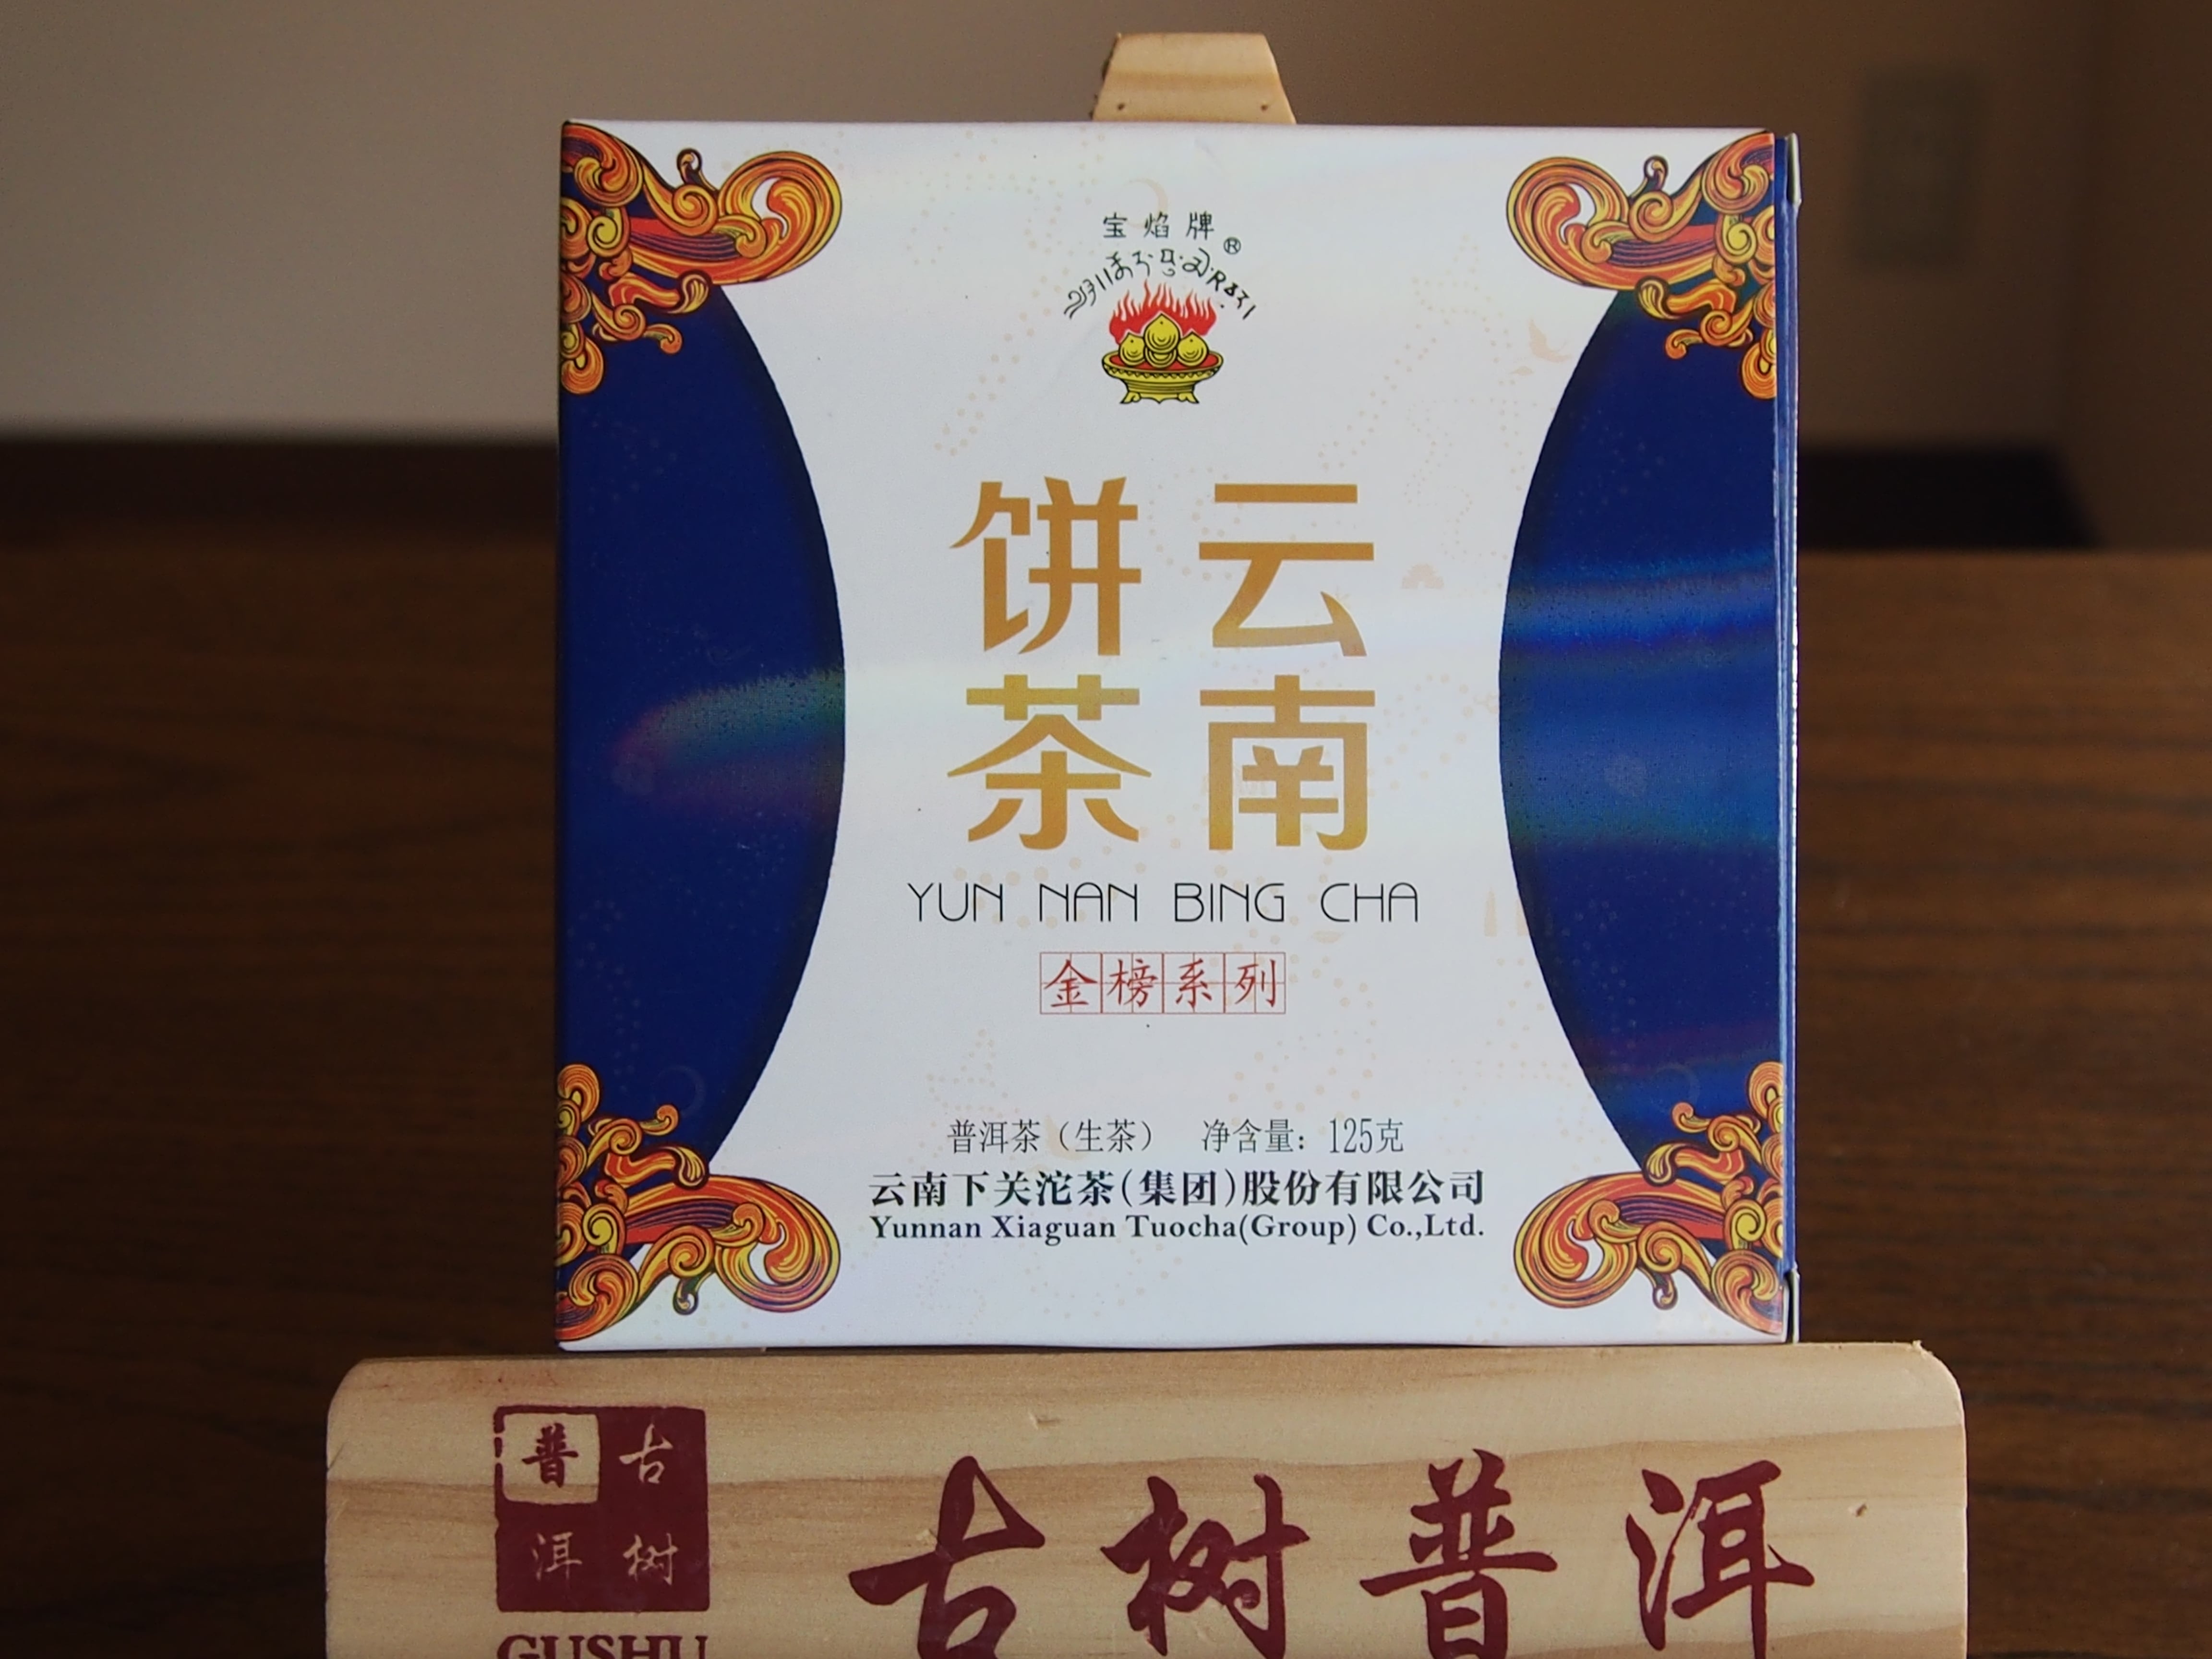 宝焰牌®
云南
饼茶
YUN NAN BING CHA
金榜系列
普洱茶（生茶） 净含量：125克
云南下关沱茶（集团）股份有限公司
Yunnan Xiaguan Tuocha(Group) Co.,Ltd.
古树
普洱
GUSHU
古树普洱